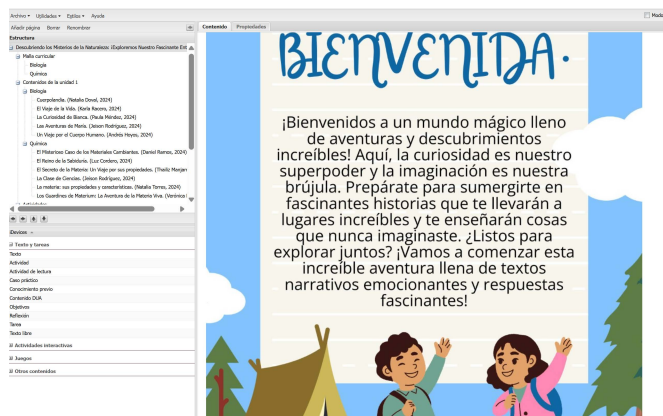 Archivo Utilidades Estilos Ayuda
Modo
Añadir página Borrar Renombrar
Contenido Propiedades
Estructura
Descubriendo los Misterios de la Naturaleza: ¡Exploremos Nuestro Fascinante Ent
Malla curricular
Biología
Química
Contenidos de la unidad 1
Biología
Cuerpolandia. (Natalia Doval, 2024)
El Viaje de la Vida. (Karla Racero, 2024)
La Curiosidad de Bianca. (Paula Méndez, 2024)
Las Aventuras de María. (Jeison Rodríguez, 2024)
Un Viaje por el Cuerpo Humano. (Andrés Hoyos, 2024)
Química
El Misterioso Caso de los Materiales Cambiantes. (Daniel Ramos, 2024)
El Reino de la Sabiduría. (Luz Cordero, 2024)
El Secreto de la Materia: Un Viaje por sus propiedades. (Thailiz Manjarr
La Clase de Ciencias. (Jeison Rodríguez, 2024)
La materia: sus propiedades y características. (Natalia Torres, 2024)
Los Guardines de Materium: La Aventura de la Materia Viva. (Verónica
Actividades
iDevices
Texto y tareas
Texto
Actividad
Actividad de lectura
Caso práctico
Conocimiento previo
Contenido DUA
Objetivos
Reflexión
Tarea
Texto libre
Actividades interactivas
Juegos
Otros contenidos
BIENVENIDA.
¡Bienvenidos a un mundo mágico lleno
de aventuras y descubrimientos
increíbles! Aquí, la curiosidad es nuestro
superpoder y la imaginación es nuestra
brújula. Prepárate para sumergirte en
fascinantes historias que te llevarán a
lugares increíbles y te enseñarán cosas
que nunca imaginaste. ¿Listos para
explorar juntos? ¡Vamos a comenzar esta
increíble aventura llena de textos
narrativos emocionantes y respuestas
fascinantes!